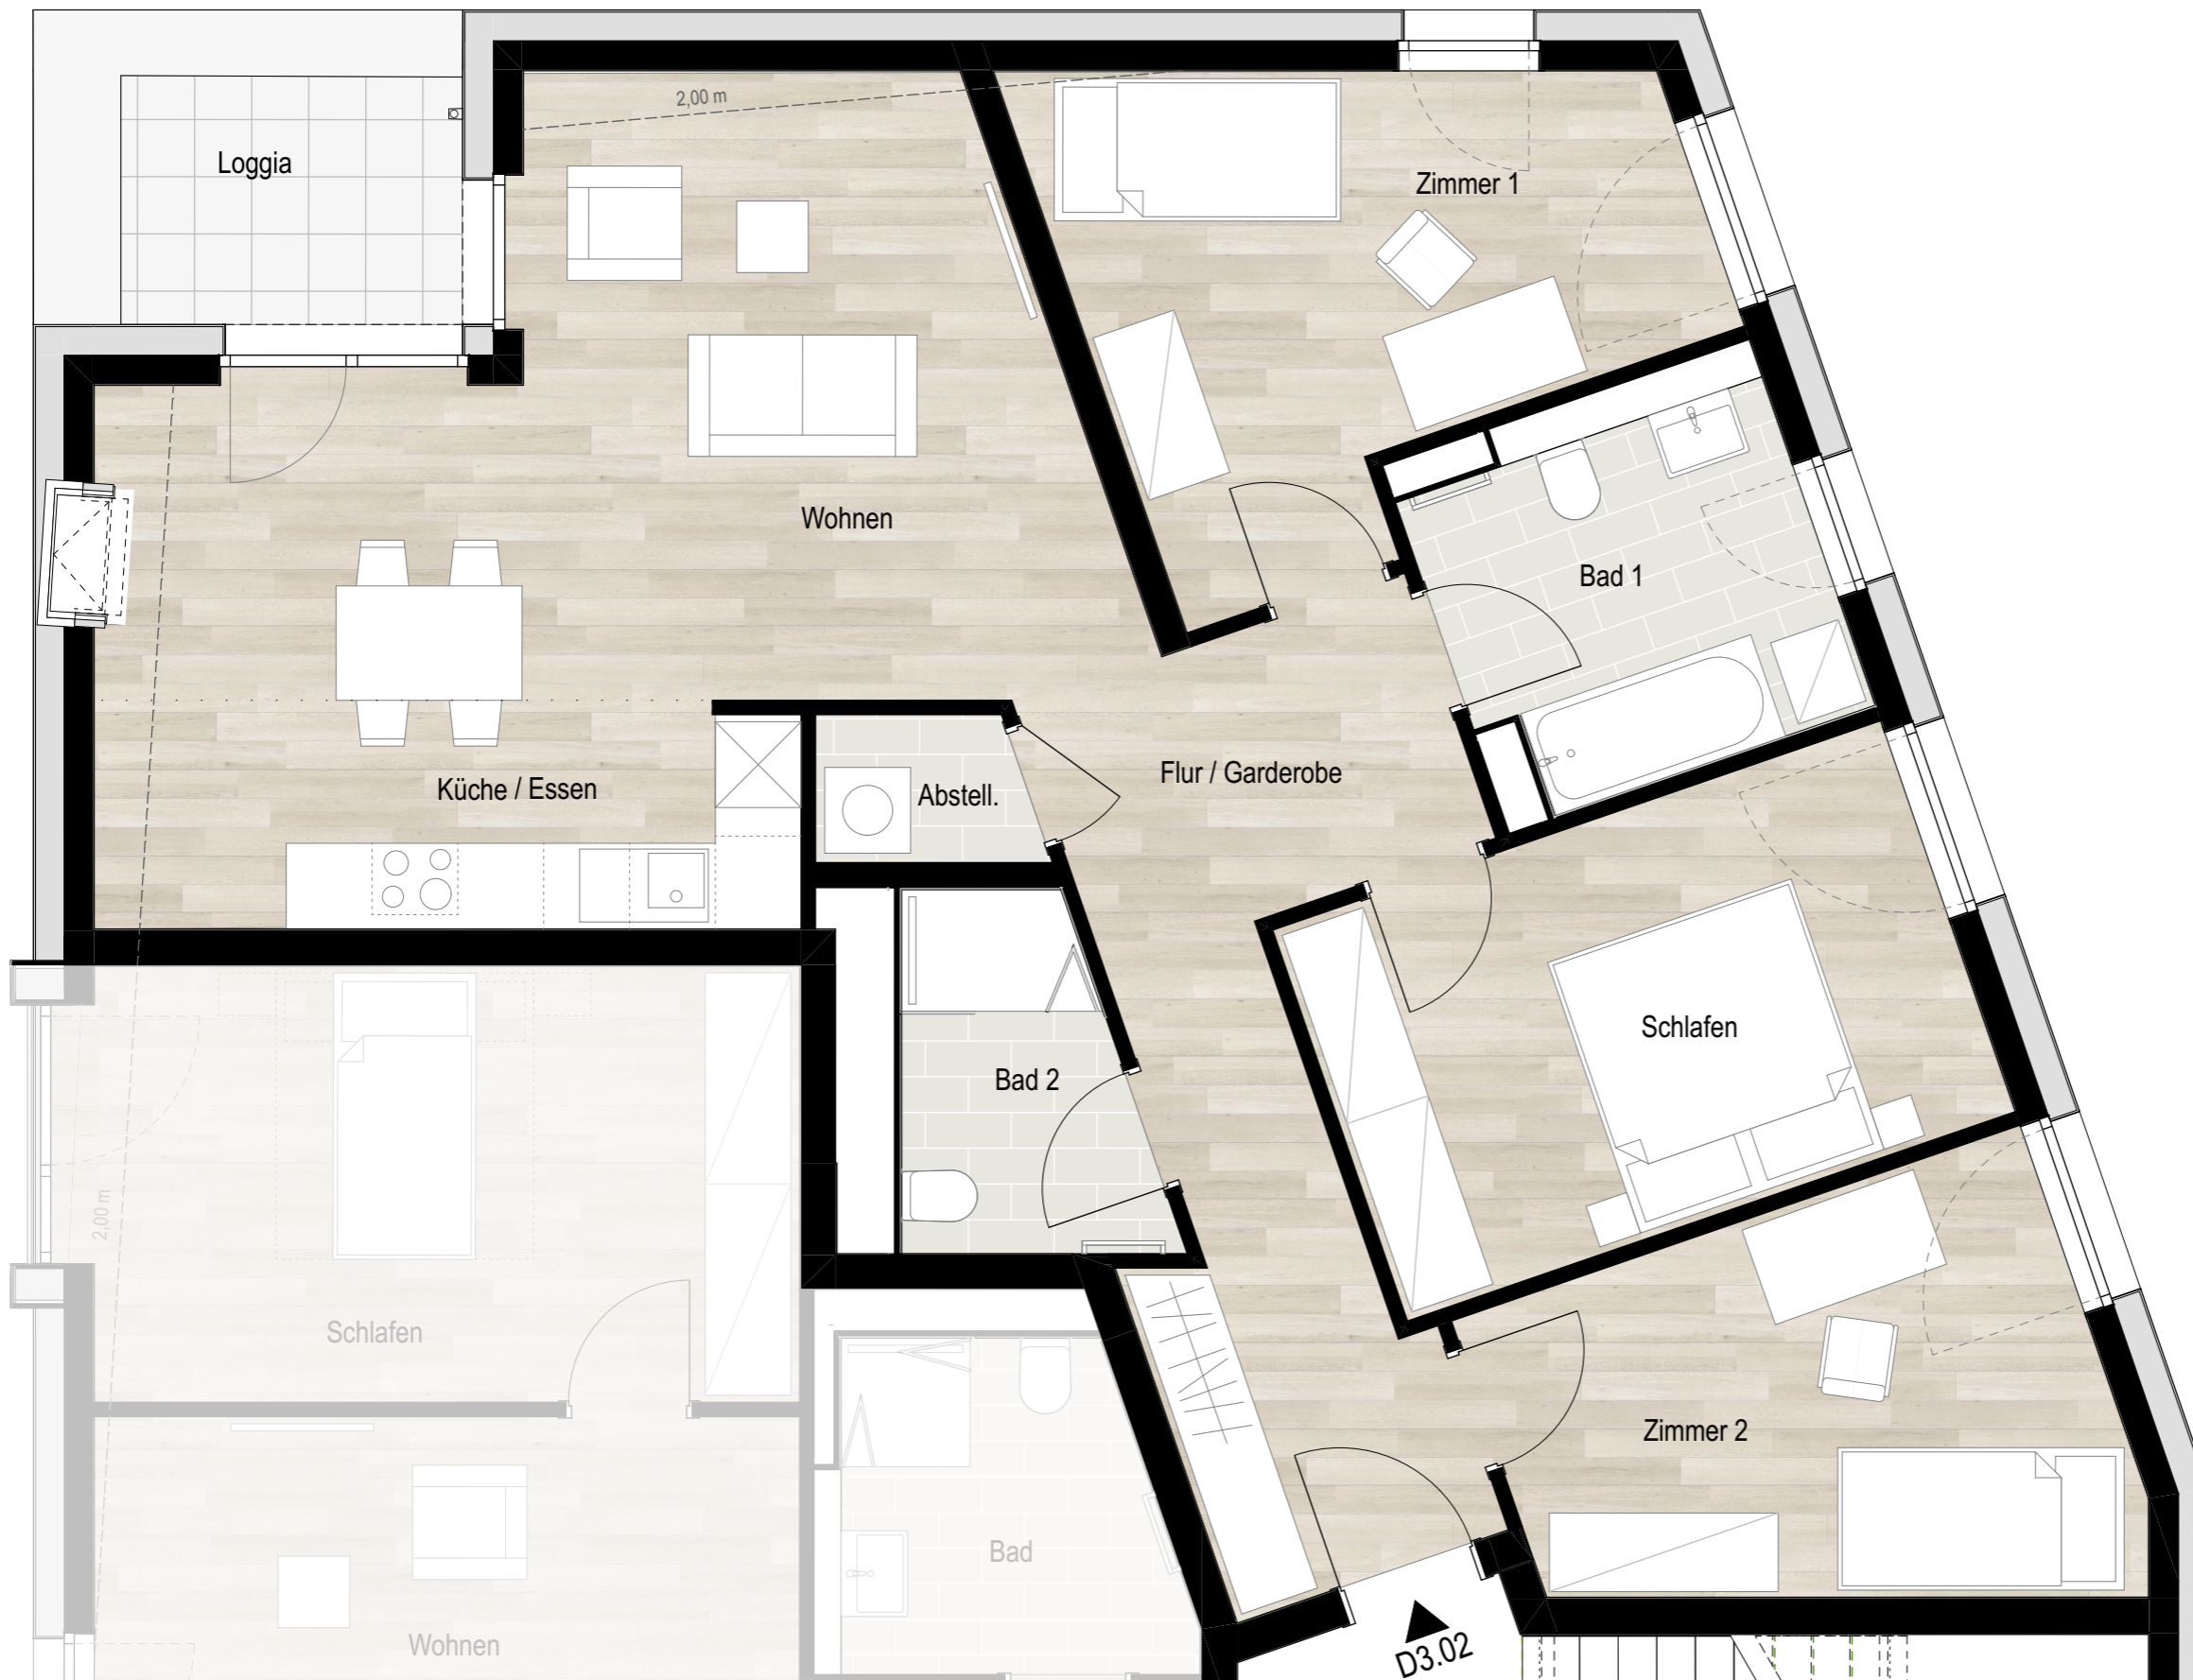 2,00 m
Loggia
Zimmer 1
Wohnen
Bad 1
Flur / Garderobe
Küche / Essen
Abstell.
Schlafen
Bad 2
2,00 m
Schlafen
Zimmer 2
Bad
Wohnen
D3.02